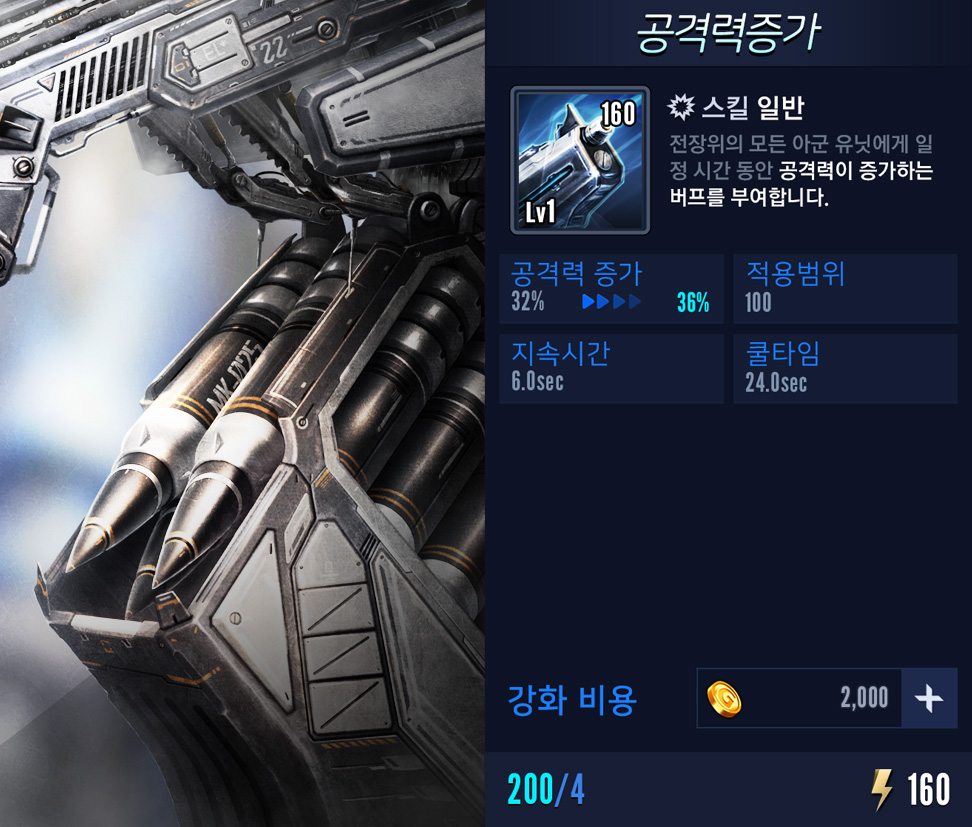 공격력증가
160
Lv1
스킬 일반
전장위의 모든 아군 유닛에게 일
정 시간 동안 공격력이 증가하는
버프를 부여합니다.
공격력 증가
32% 36%
적용범위
100
지속시간
6.0sec
쿨타임
24.0sec
강화 비용
2,000
200/4
160
22